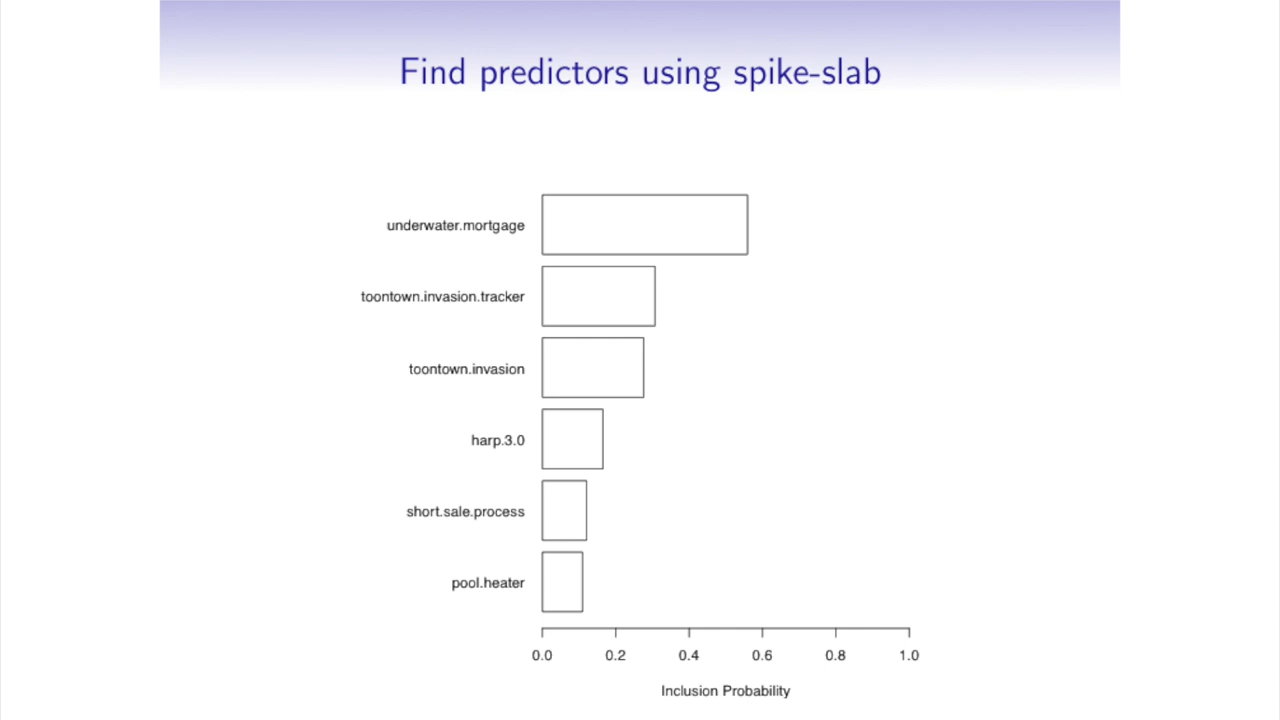 Find predictors using spike-slab
underwater.mortgage
toontown.invasion.tracker
toontown.invasion
harp.3.0
short.sale.process
pool.heater
0.0 0.2 0.4 0.6 0.8 1.0
Inclusion Probability